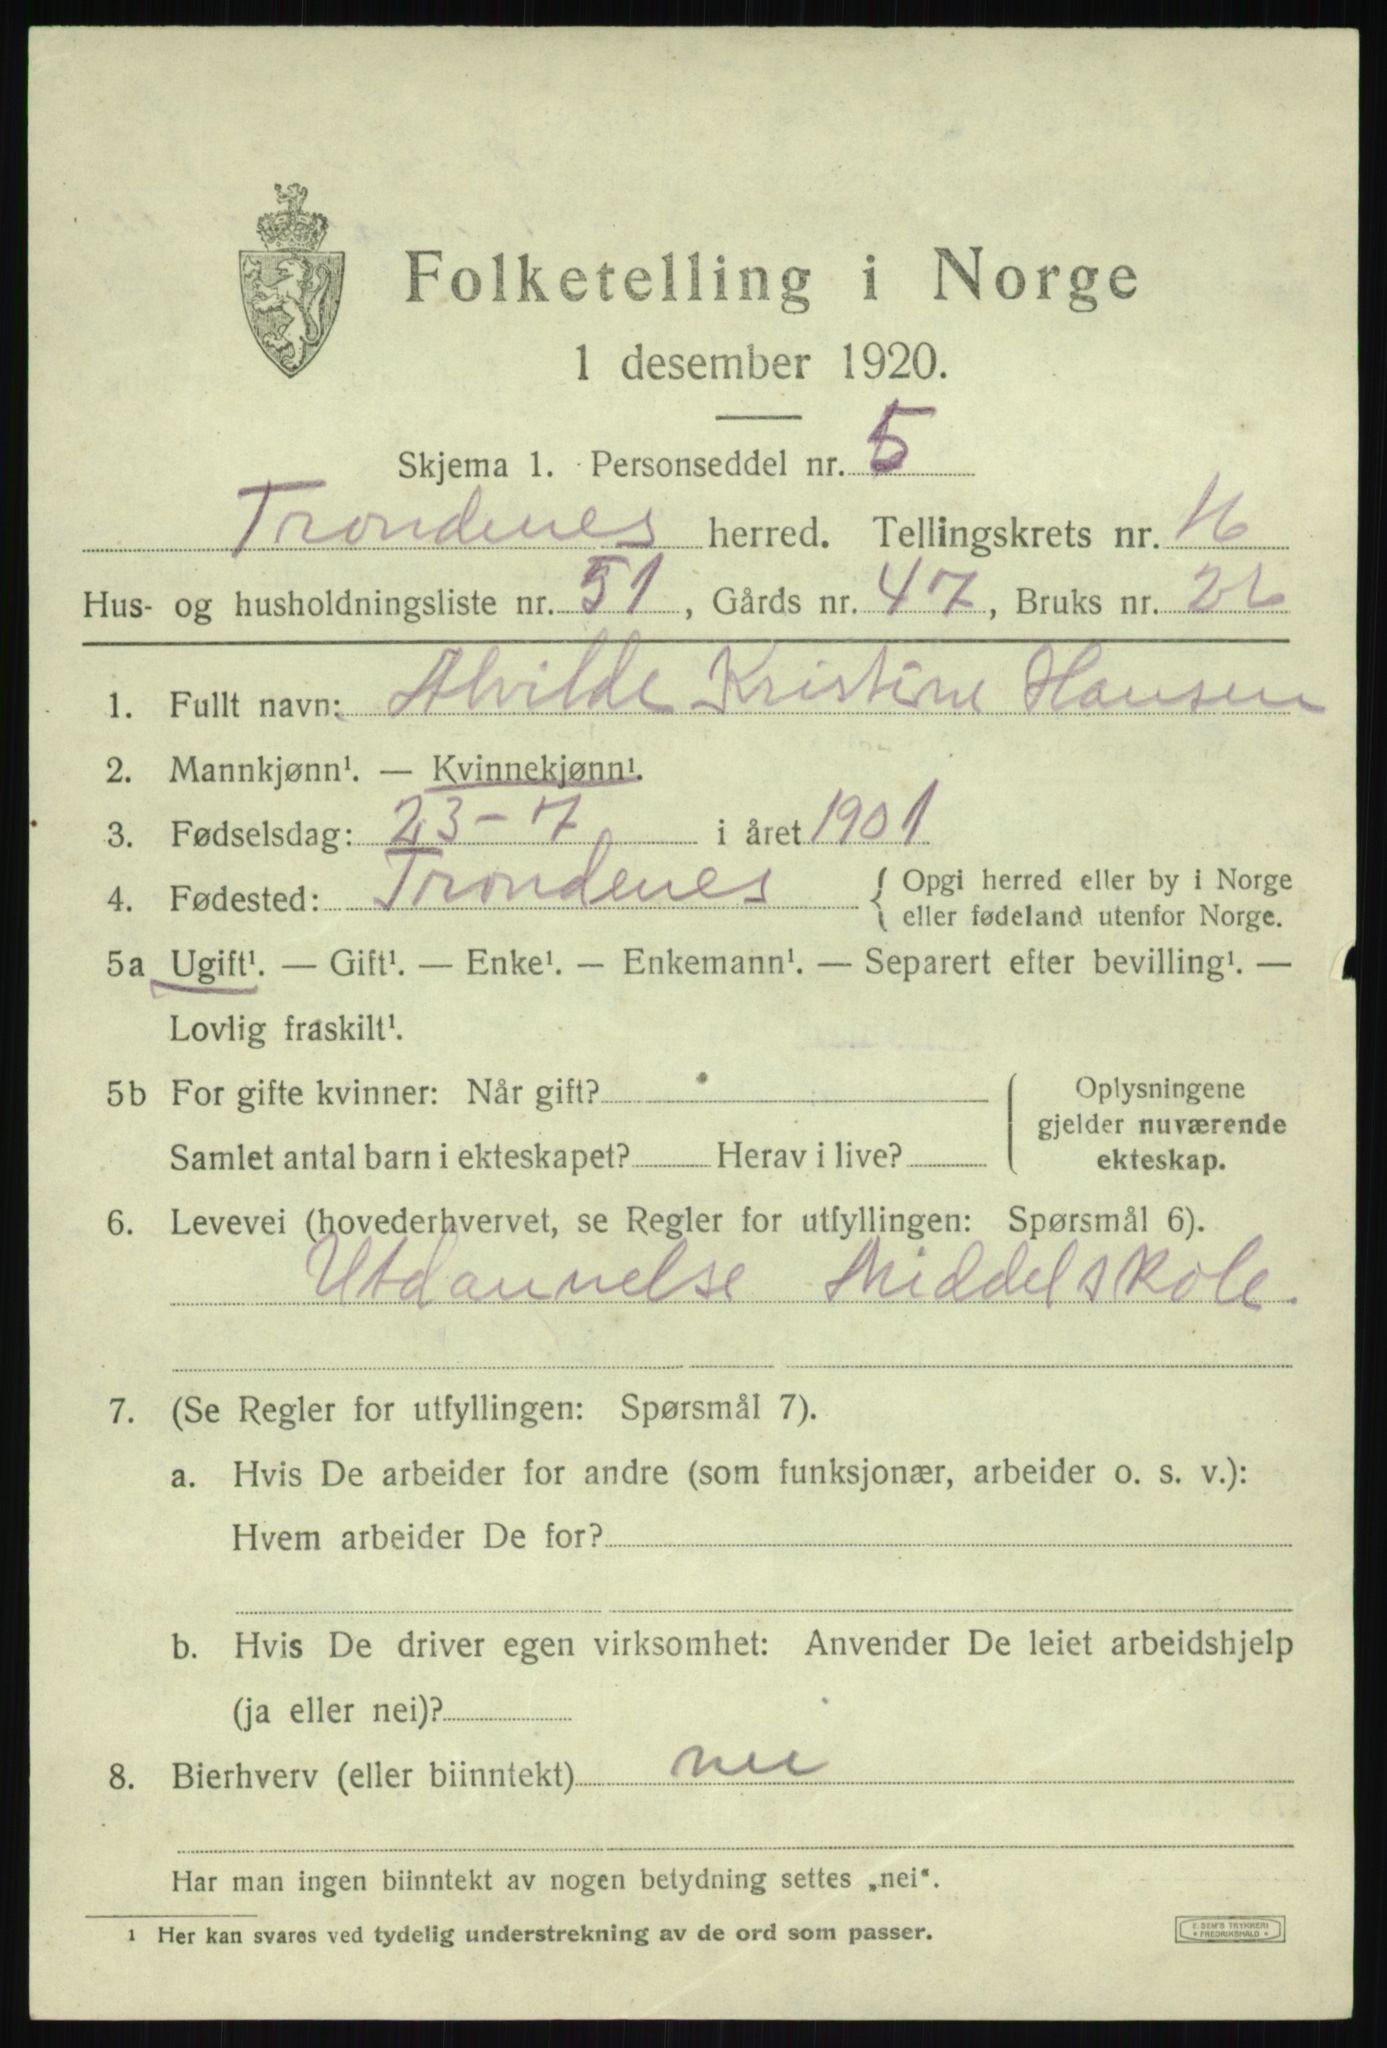 Folketelling i Norge
1 desember 1920.
Skjema 1. Personseddel nr. 5
Trondenes herred. Tellingskrets nr. 16
Hus- og husholdningsliste nr. 51, Gårds nr. 47, Bruks nr.
1. Fullt navn: Alvilde Kristine Hansen
2. Mannkjønn¹. — Kvinnekjønn¹.
3. Fødselsdag: 23-7 i året 1901
4. Fødested: Trondenes { Opgi herred eller by i Norge
eller fødeland utenfor Norge.
5a Ugift¹. — Gift¹. — Enke¹. — Enkemann¹. — Separert efter bevilling¹. —
Lovlig fraskilt¹.
5b For gifte kvinner: Når gift?
Samlet antal barn i ekteskapet? Herav i live?
Oplysningene
gjelder nuværende
ekteskap.
6. Levevei (hovederhvervet, se Regler for utfyllingen: Spørsmål 6).
Utdannelse Middelskole.
7. (Se Regler for utfyllingen: Spørsmål 7).
a. Hvis De arbeider for andre (som funksjonær, arbeider o. s. v.):
Hvem arbeider De for?
b. Hvis De driver egen virksomhet: Anvender De leiet arbeidshjelp
(ja eller nei)?
8. Bierhverv (eller biinntekt) nei
Har man ingen biinntekt av nogen betydning settes „nei“.
¹ Her kan svares ved tydelig understrekning av de ord som passer.
E. SEM'S TRYKKERI
* FREDRIKSHALD *